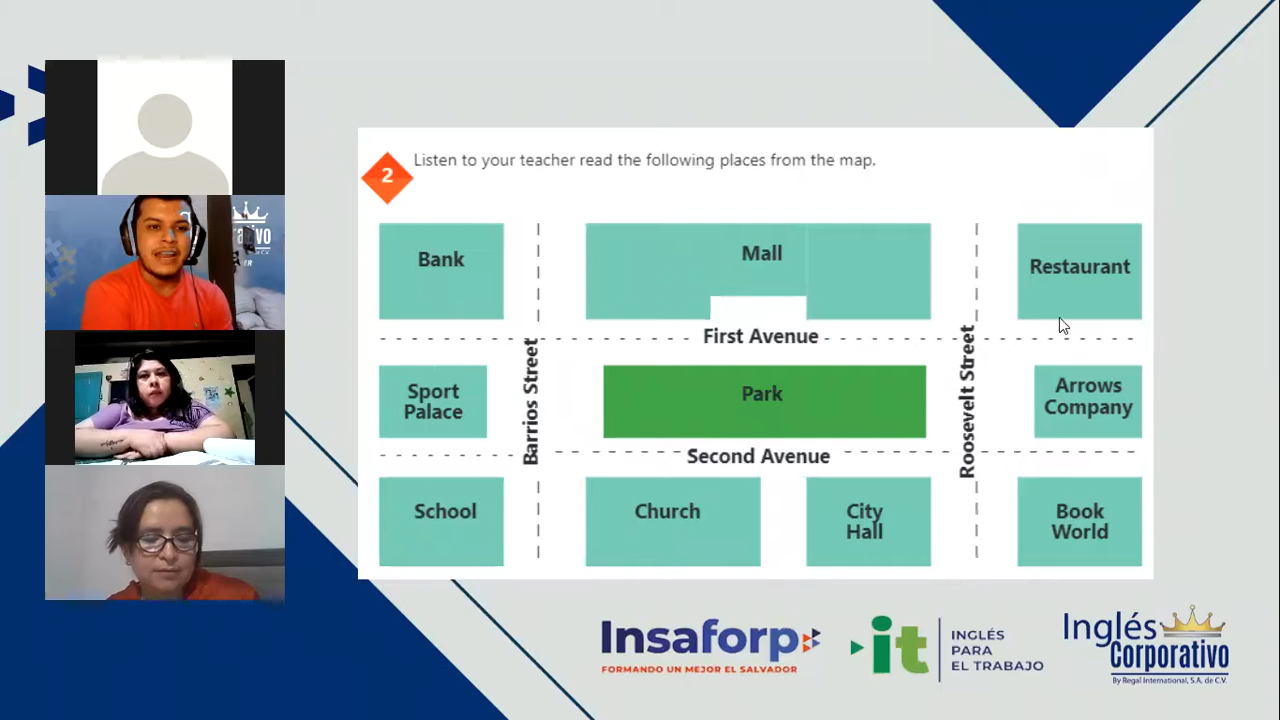 2
Listen to your teacher read the following places from the map.
Bank
Mall
Restaurant
First Avenue
Barrios Street
Roosevelt Street
Sport
Palace
Park
Arrows
Company
Second Avenue
School
Church
City
Hall
Book
World
Insaforp
FORMANDO UN MEJOR EL SALVADOR
it
INGLÉS
PARA
EL TRABAJO
Inglés
Corporativo
By Regal International, S.A. de C.V.